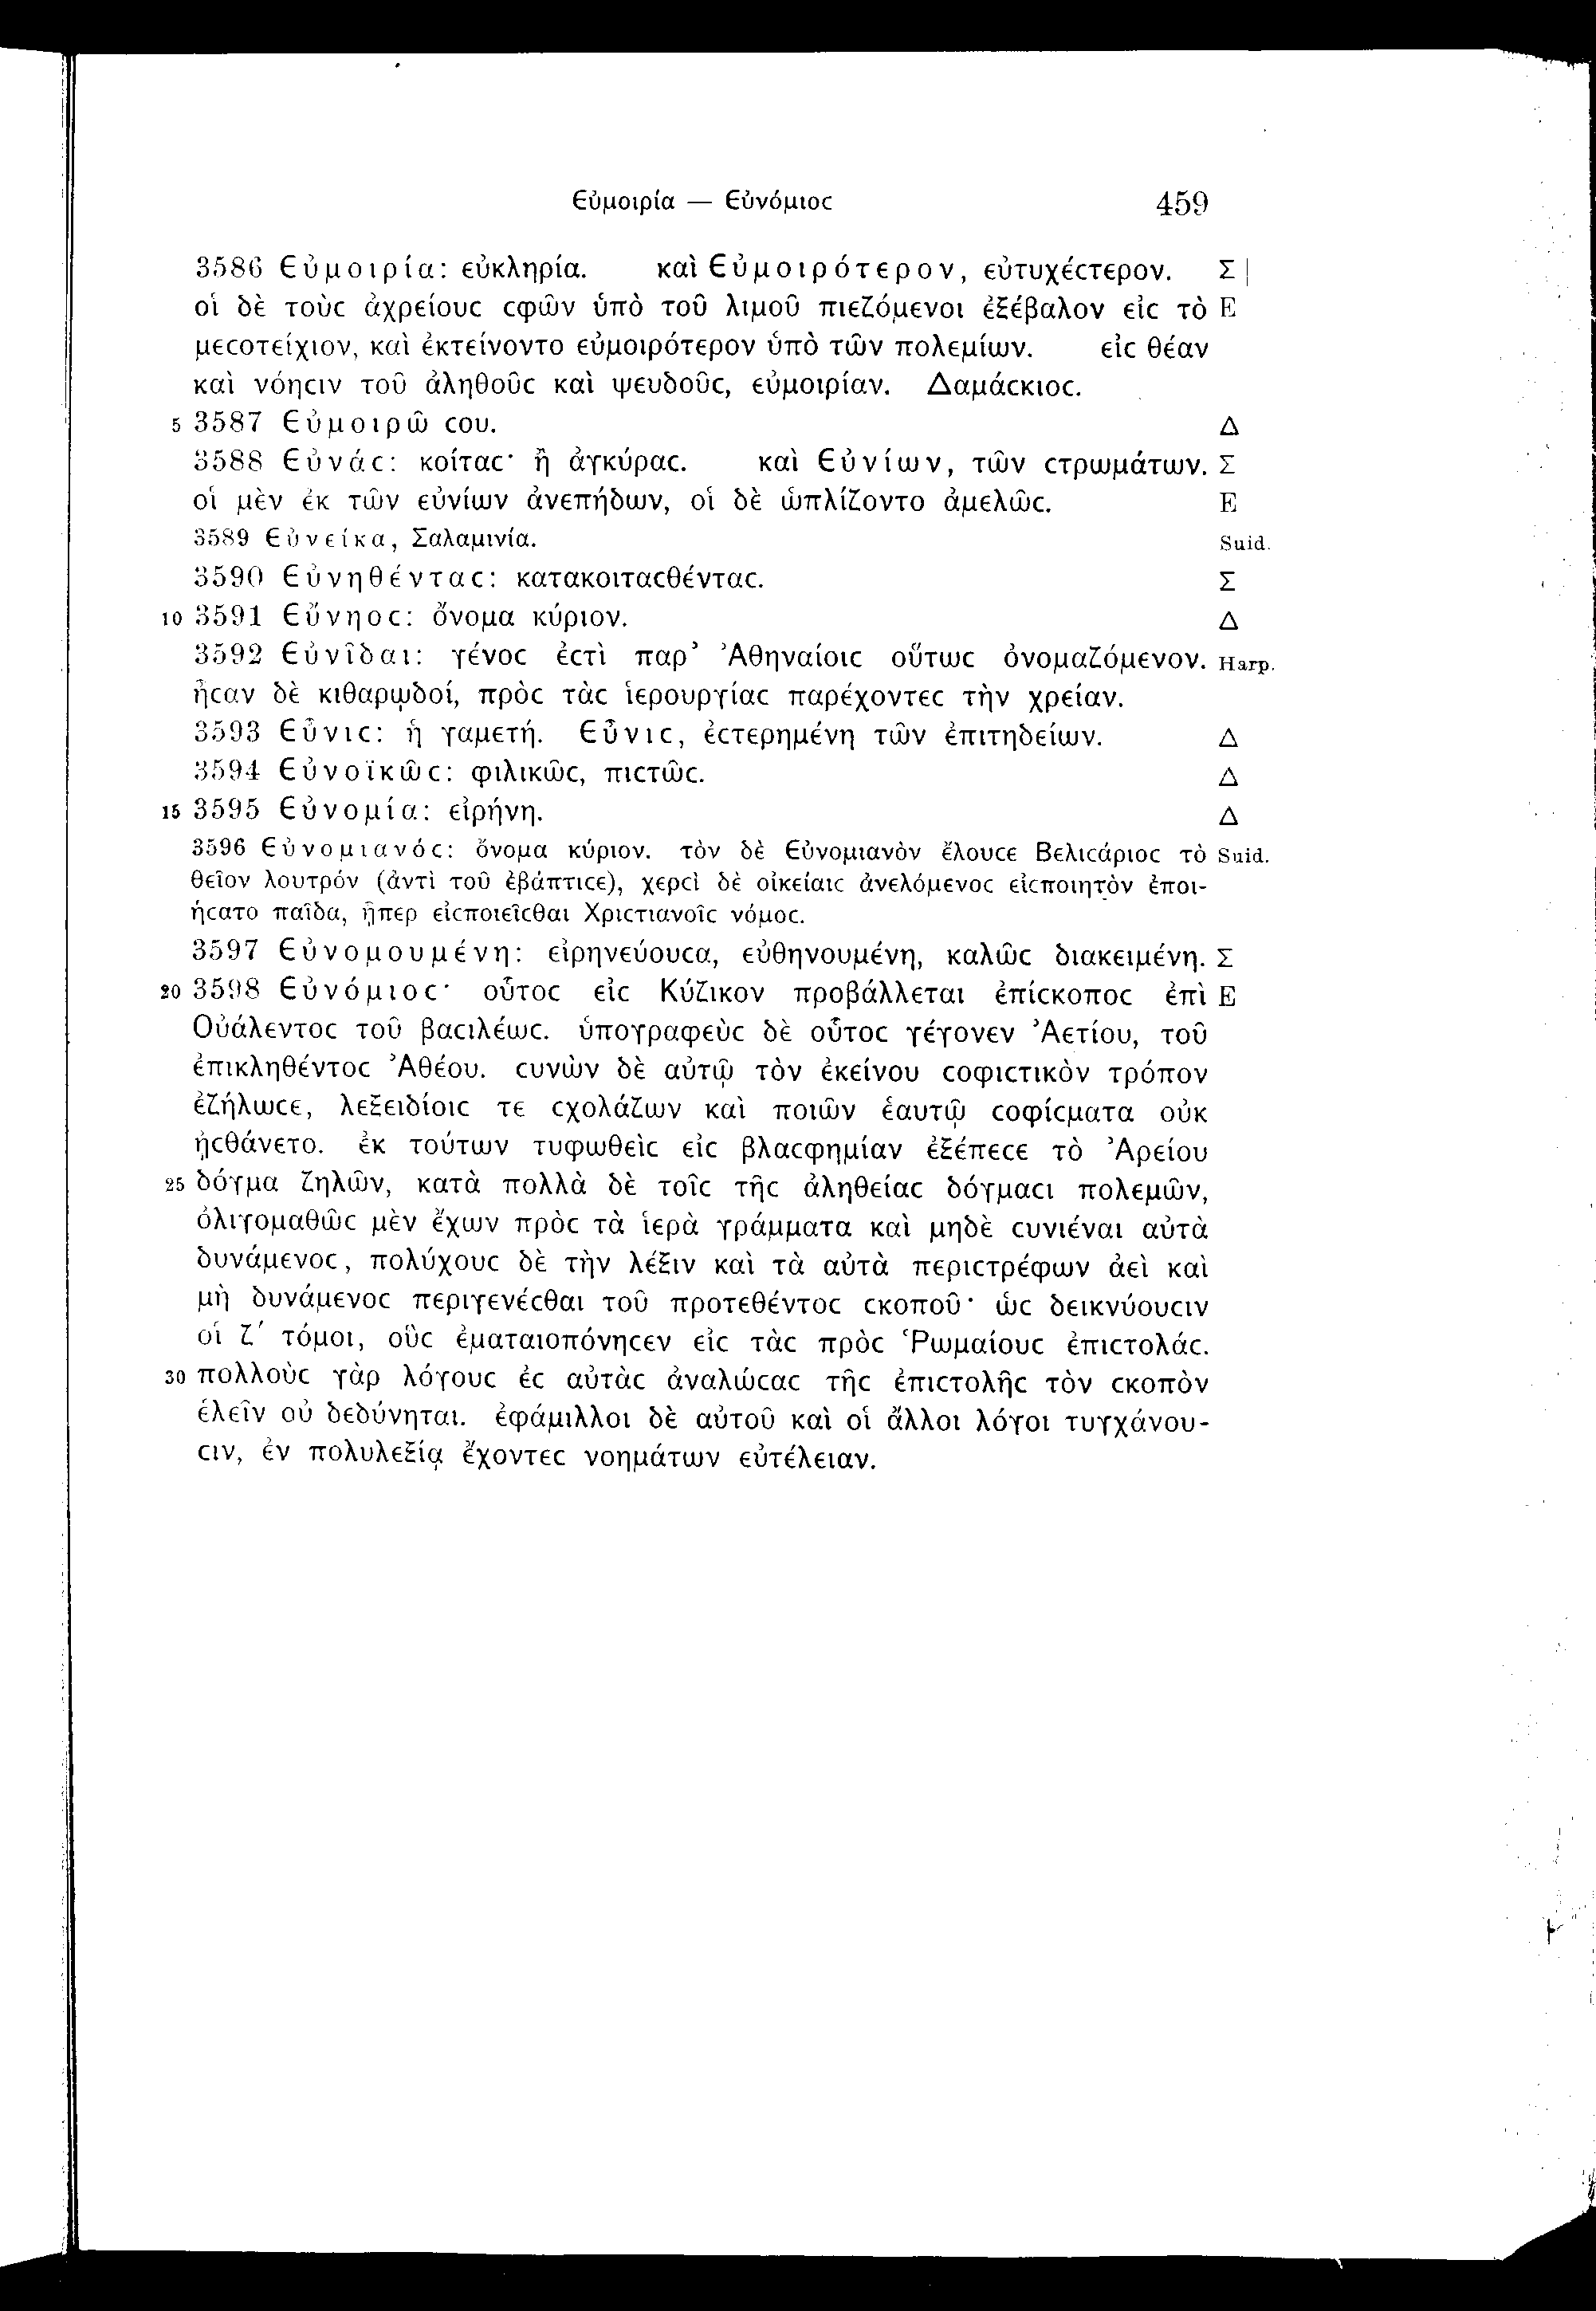 Εὐμοιρία — Εὐνόμιοϲ 459
3586 Εὐμοιρία: εὐκληρία. καὶ Εὐμοιρότερον, εὐτυχέϲτερον. Σ |
οἱ δὲ τοὺϲ ἀχρείουϲ ϲφῶν ὑπὸ τοῦ λιμοῦ πιεζόμενοι ἐξέβαλον εἰϲ τὸ E
μεϲοτείχιον, καὶ ἐκτείνοντο εὐμοιρότερον ὑπὸ τῶν πολεμίων. εἰϲ θέαν
καὶ νόηϲιν τοῦ ἀληθοῦϲ καὶ ψευδοῦϲ, εὐμοιρίαν. Δαμάϲκιοϲ.
5 3587 Εὐμοιρῶ ϲου. Δ
3588 Εὐνάϲ: κοίταϲ· ἢ ἀγκύραϲ. καὶ Εὐνίων, τῶν ϲτρωμάτων. Σ
οἱ μὲν ἐκ τῶν εὐνίων ἀνεπήδων, οἱ δὲ ὡπλίζοντο ἀμελῶϲ. E
3589 Εὐνείκα, Σαλαμινία. Suid.
3590 Εὐνηθένταϲ: κατακοιταϲθένταϲ. Σ
10 3591 Εὔνηοϲ: ὄνομα κύριον. Δ
3592 Εὐνῖδαι: γένοϲ ἐϲτὶ παρ’ Ἀθηναίοιϲ οὕτωϲ ὀνομαζόμενον. Harp.
ἦϲαν δὲ κιθαρῳδοί, πρὸϲ τὰϲ ἱερουργίαϲ παρέχοντεϲ τὴν χρείαν.
3593 Εὖνιϲ: ἡ γαμετή. Εὖνιϲ, ἐϲτερημένη τῶν ἐπιτηδείων. Δ
3594 Εὐνοϊκῶϲ: φιλικῶϲ, πιϲτῶϲ. Δ
15 3595 Εὐνομία: εἰρήνη. Δ
3596 Εὐνομιανόϲ: ὄνομα κύριον. τὸν δὲ Εὐνομιανὸν ἔλουϲε Βελιϲάριοϲ τὸ Suid.
θεῖον λουτρόν (ἀντὶ τοῦ ἐβάπτιϲε), χερϲὶ δὲ οἰκείαιϲ ἀνελόμενοϲ εἰϲποιητὸν ἐποι-
ήϲατο παῖδα, ᾗπερ εἰϲποιεῖϲθαι Χριϲτιανοῖϲ νόμοϲ.
3597 Εὐνομουμένη: εἰρηνεύουϲα, εὐθηνουμένη, καλῶϲ διακειμένη. Σ
20 3598 Εὐνόμιοϲ· οὗτοϲ εἰϲ Κύζικον προβάλλεται ἐπίϲκοποϲ ἐπὶ E
Οὐάλεντοϲ τοῦ βαϲιλέωϲ. ὑπογραφεὺϲ δὲ οὗτοϲ γέγονεν Ἀετίου, τοῦ
ἐπικληθέντοϲ Ἀθέου. ϲυνὼν δὲ αὐτῷ τὸν ἐκείνου ϲοφιϲτικὸν τρόπον
ἐζήλωϲε, λεξειδίοιϲ τε ϲχολάζων καὶ ποιῶν ἑαυτῷ ϲοφίϲματα οὐκ
ᾐϲθάνετο. ἐκ τούτων τυφωθεὶϲ εἰϲ βλαϲφημίαν ἐξέπεϲε τὸ Ἀρείου
25 δόγμα ζηλῶν, κατὰ πολλὰ δὲ τοῖϲ τῆϲ ἀληθείαϲ δόγμαϲι πολεμῶν,
ὀλιγομαθῶϲ μὲν ἔχων πρὸϲ τὰ ἱερὰ γράμματα καὶ μηδὲ ϲυνιέναι αὐτὰ
δυνάμενοϲ, πολύχουϲ δὲ τὴν λέξιν καὶ τὰ αὐτὰ περιϲτρέφων ἀεὶ καὶ
μὴ δυνάμενοϲ περιγενέϲθαι τοῦ προτεθέντοϲ ϲκοποῦ· ὡϲ δεικνύουϲιν
οἱ ζ′ τόμοι, οὓϲ ἐματαιοπόνηϲεν εἰϲ τὰϲ πρὸϲ Ῥωμαίουϲ ἐπιϲτολάϲ.
30 πολλοὺϲ γὰρ λόγουϲ ἐϲ αὐτὰϲ ἀναλώϲαϲ τῆϲ ἐπιϲτολῆϲ τὸν ϲκοπὸν
ἑλεῖν οὐ δεδύνηται. ἐφάμιλλοι δὲ αὐτοῦ καὶ οἱ ἄλλοι λόγοι τυγχάνου-
ϲιν, ἐν πολυλεξίᾳ ἔχοντεϲ νοημάτων εὐτέλειαν.